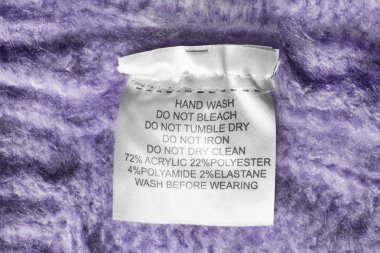 HAND WASH
DO NOT BLEACH
DO NOT TUMBLE DRY
DO NOT IRON
DO NOT DRY CLEAN
72% ACRYLIC 22%POLYESTER
4%POLYAMIDE 2%ELASTANE
WASH BEFORE WEARING